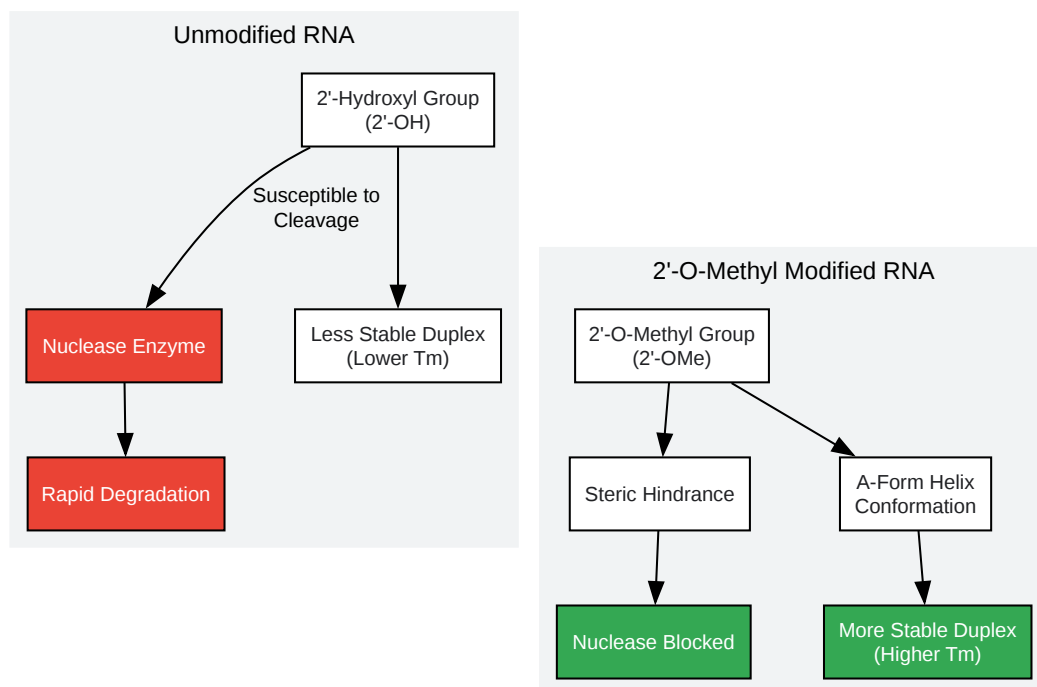 Unmodified RNA
2'-Hydroxyl Group
(2'-OH)
Susceptible to
Cleavage
Nuclease Enzyme
Less Stable Duplex
(Lower Tm)
Rapid Degradation
2'-O-Methyl Modified RNA
2'-O-Methyl Group
(2'-OMe)
Steric Hindrance
A-Form Helix
Conformation
Nuclease Blocked
More Stable Duplex
(Higher Tm)